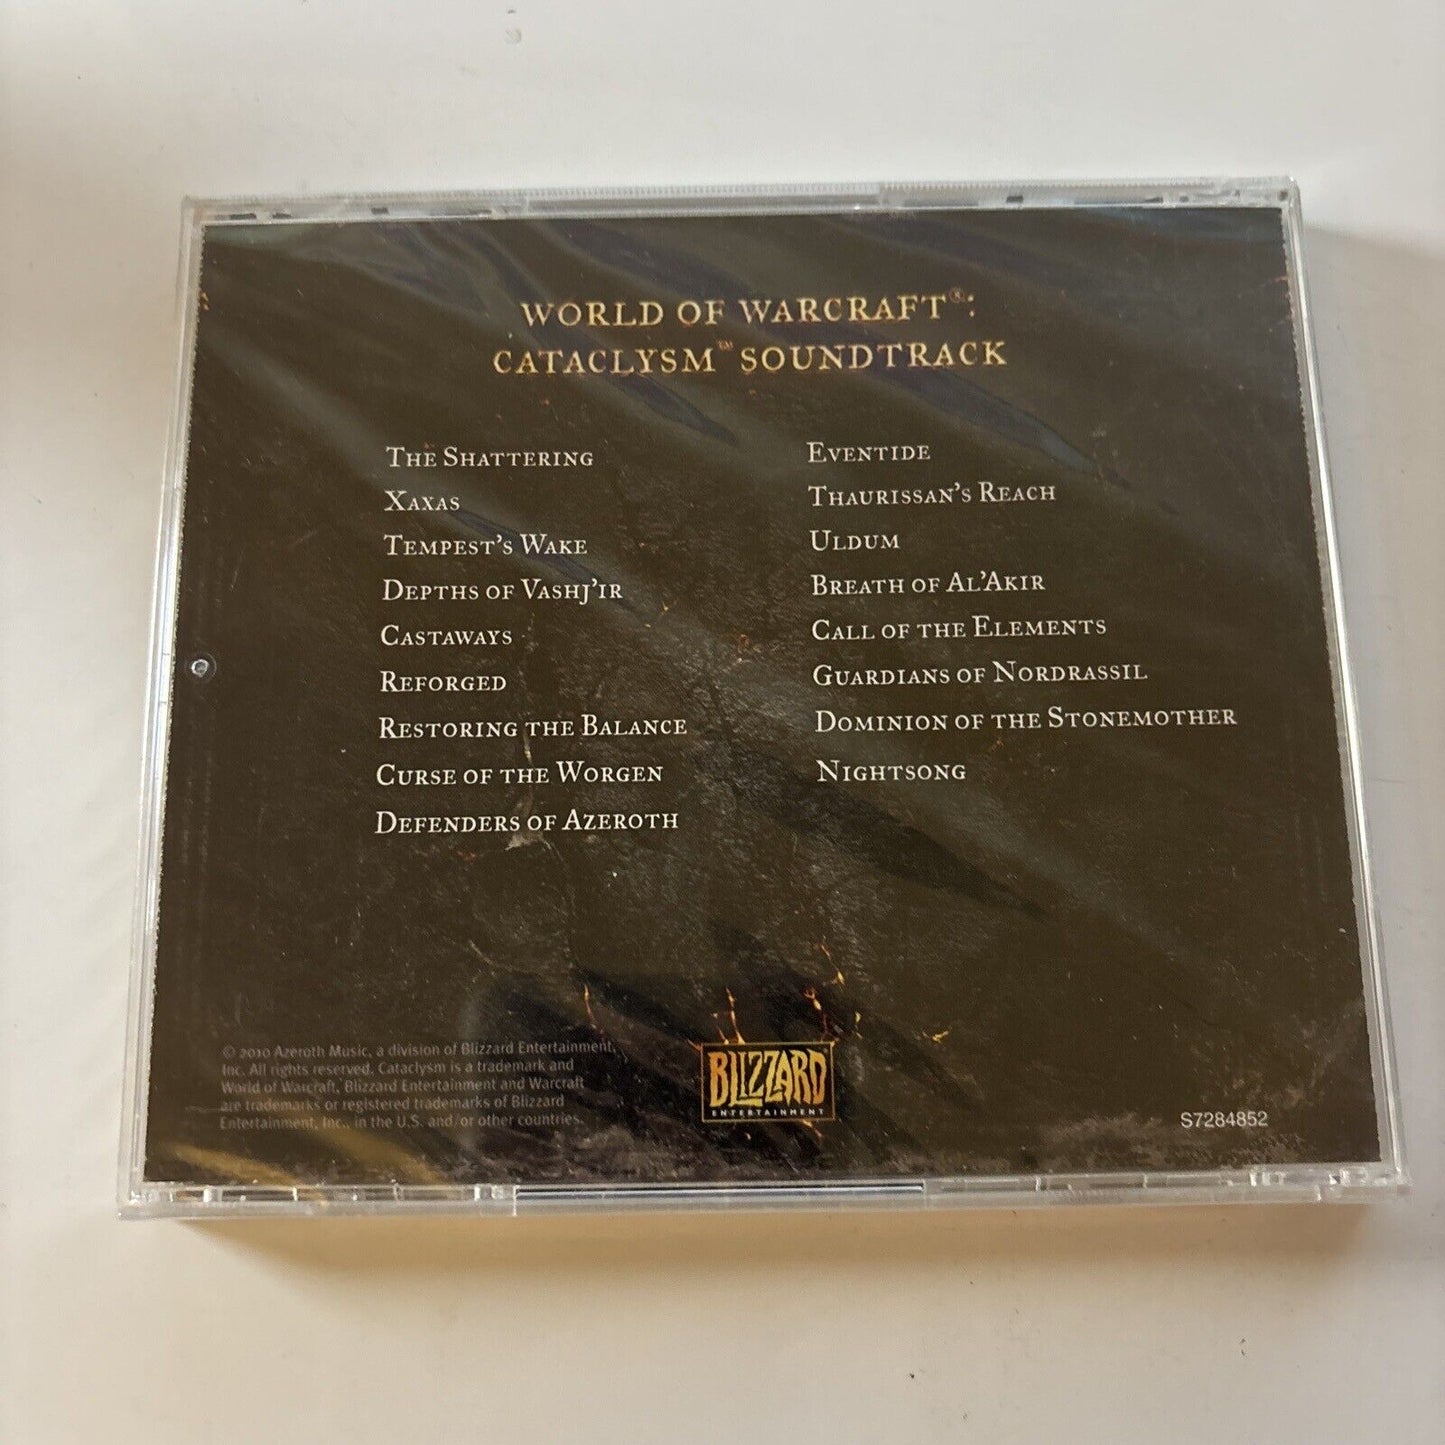 WORLD OF WARCRAFT®:
CATACLYSM™ SOUNDTRACK
THE SHATTERING
XAXAS
TEMPEST'S WAKE
DEPTHS OF VASHJ'IR
CASTAWAYS
REFORGED
RESTORING THE BALANCE
CURSE OF THE WORGEN
DEFENDERS OF AZEROTH
EVENTIDE
THAURISSAN'S REACH
ULDUM
BREATH OF AL'AKIR
CALL OF THE ELEMENTS
GUARDIANS OF NORDRASSIL
DOMINION OF THE STONEMOTHER
NIGHTSONG
© 2010 Azeroth Music, a division of Blizzard Entertainment,
Inc. All rights reserved. Cataclysm is a trademark and
World of Warcraft, Blizzard Entertainment and Warcraft
are trademarks or registered trademarks of Blizzard
Entertainment, Inc., in the U.S. and/or other countries.
BLIZZARD
ENTERTAINMENT
S7284852